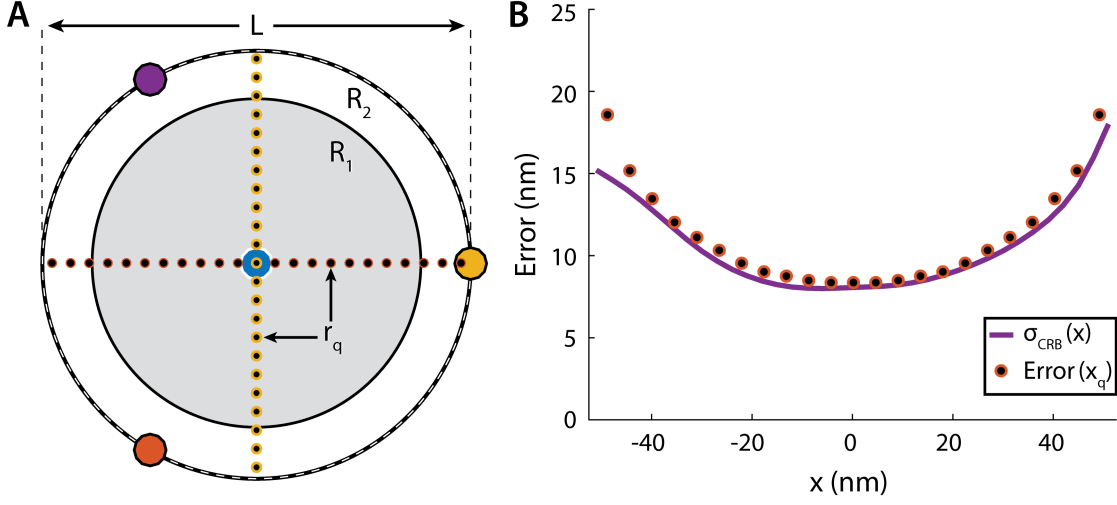 A
L
R2
R1
rq
B
Error (nm)
25
20
15
10
5
0
-40
-20
0
20
40
x (nm)
σCRB(x)
Error(xq)